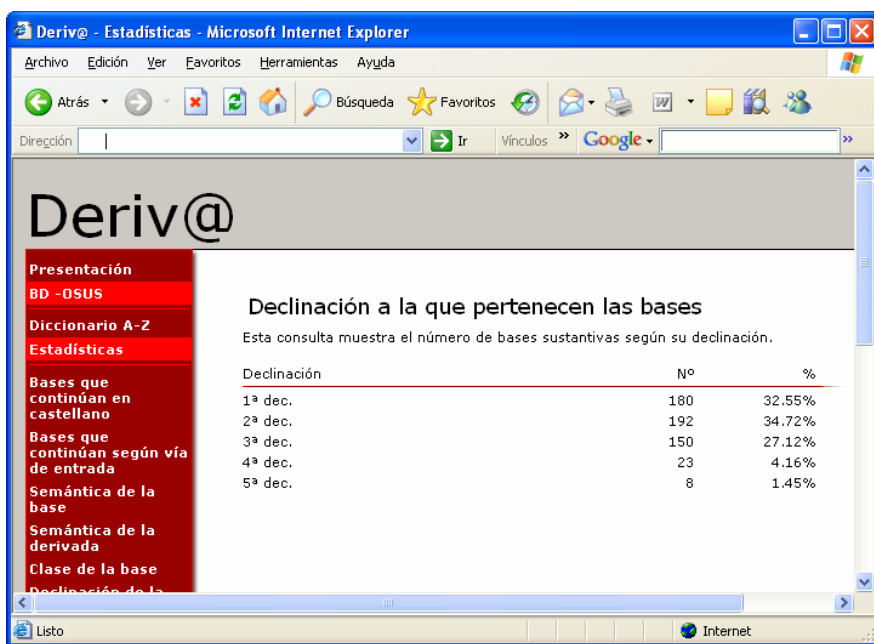 Deriv@ - Estadísticas - Microsoft Internet Explorer
Archivo Edición Ver Favoritos Herramientas Ayuda
Atrás Búsqueda Favoritos
Dirección Ir Vínculos » Google »
Deriv@
Presentación
BD -OSUS
Diccionario A-Z
Estadísticas
Bases que
continúan en
castellano
Bases que
continúan según vía
de entrada
Semántica de la
base
Semántica de la
derivada
Clase de la base
Declinación de la
Declinación a la que pertenecen las bases
Esta consulta muestra el número de bases sustantivas según su declinación.
Declinación Nº %
1ª dec. 180 32.55%
2ª dec. 192 34.72%
3ª dec. 150 27.12%
4ª dec. 23 4.16%
5ª dec. 8 1.45%
Listo Internet